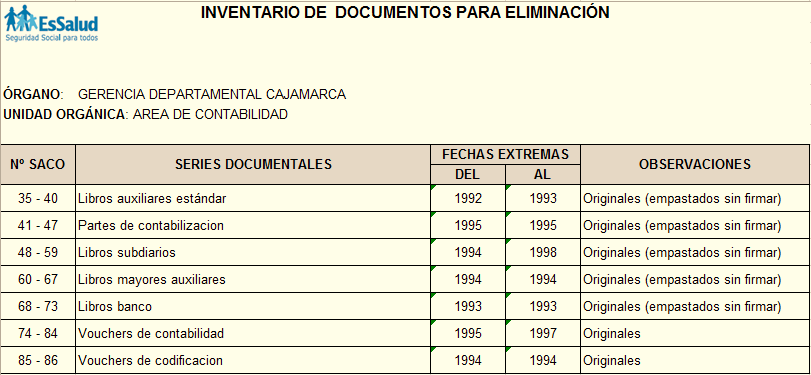 EsSalud
Seguridad Social para todos
INVENTARIO DE DOCUMENTOS PARA ELIMINACIÓN
ÓRGANO: GERENCIA DEPARTAMENTAL CAJAMARCA
UNIDAD ORGÁNICA: AREA DE CONTABILIDAD
Nº SACO SERIES DOCUMENTALES FECHAS EXTREMAS OBSERVACIONES
DEL AL
35 - 40 Libros auxiliares estándar 1992 1993 Originales (empastados sin firmar)
41 - 47 Partes de contabilizacion 1995 1995 Originales (empastados sin firmar)
48 - 59 Libros subdiarios 1994 1998 Originales (empastados sin firmar)
60 - 67 Libros mayores auxiliares 1994 1994 Originales (empastados sin firmar)
68 - 73 Libros banco 1993 1993 Originales (empastados sin firmar)
74 - 84 Vouchers de contabilidad 1995 1997 Originales
85 - 86 Vouchers de codificacion 1994 1994 Originales